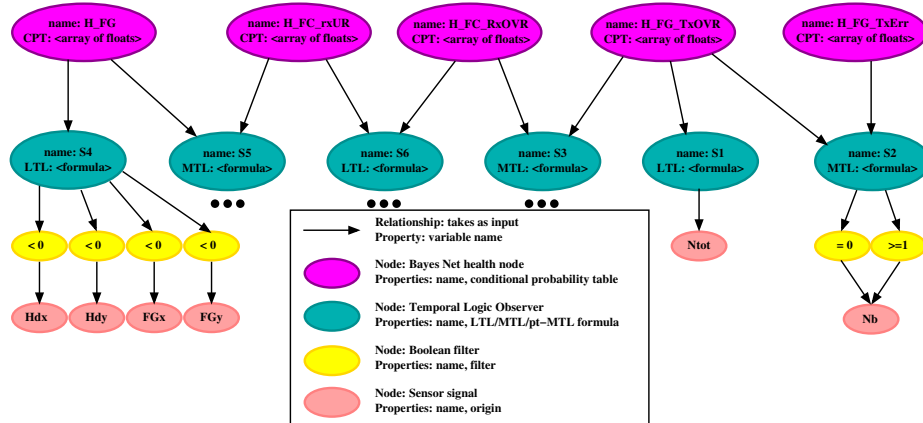 name: H_FG
CPT: <array of floats>
name: H_FC_rxUR
CPT: <array of floats>
name: H_FC_RxOVR
CPT: <array of floats>
name: H_FG_TxOVR
CPT: <array of floats>
name: H_FG_TxErr
CPT: <array of floats>
name: S4
LTL: <formula>
name: S5
MTL: <formula>
name: S6
LTL: <formula>
name: S3
MTL: <formula>
name: S1
LTL: <formula>
name: S2
MTL: <formula>
< 0
< 0
< 0
< 0
Ntot
= 0
>=1
Hdx
Hdy
FGx
FGy
Nb
Relationship: takes as input
Property: variable name
Node: Bayes Net health node
Properties: name, conditional probability table
Node: Temporal Logic Observer
Properties: name, LTL/MTL/pt−MTL formula
Node: Boolean filter
Properties: name, filter
Node: Sensor signal
Properties: name, origin